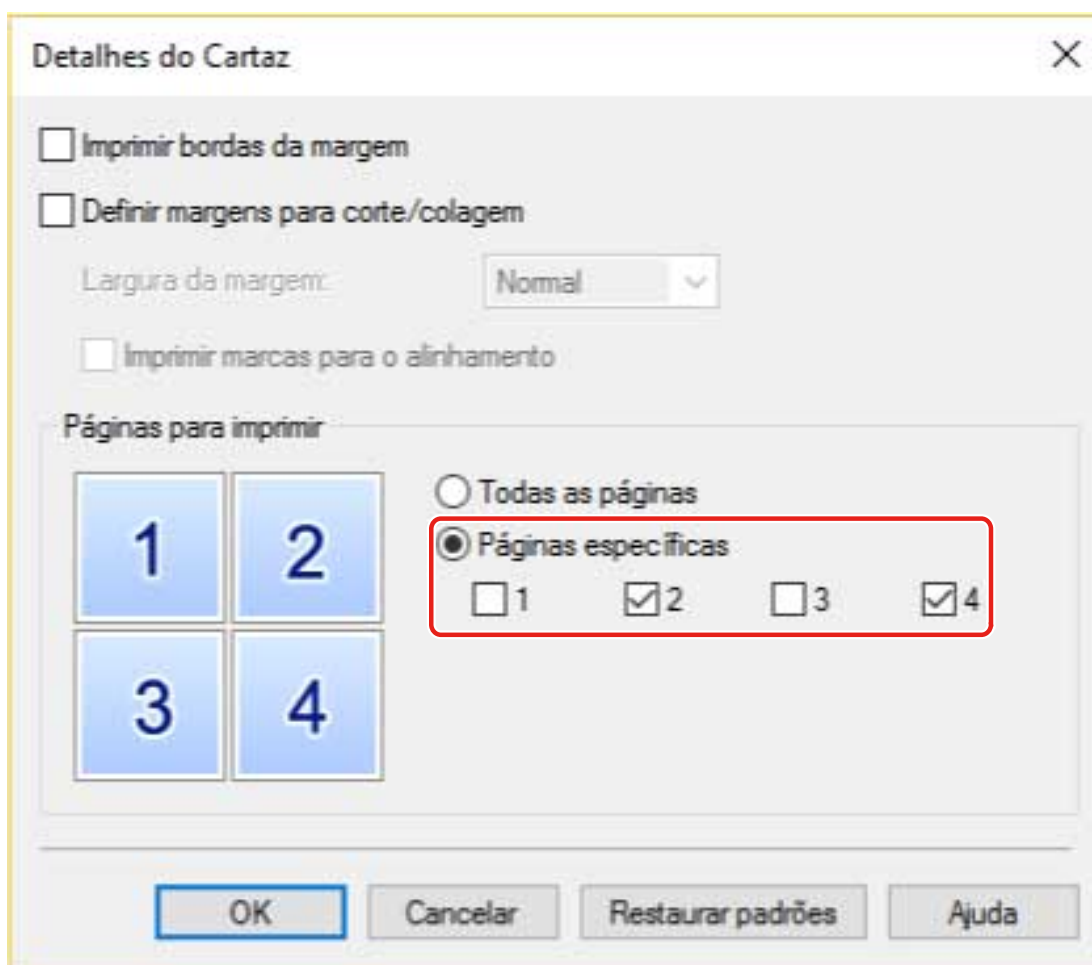 Detalhes do Cartaz
Imprimir bordas da margem
Definir margens para corte/colagem
Largura da margem: Normal
Imprimir marcas para o alinhamento
Páginas para imprimir
1 2
3 4
Todas as páginas
Páginas específicas
1 2 3 4
OK Cancelar Restaurar padrões Ajuda